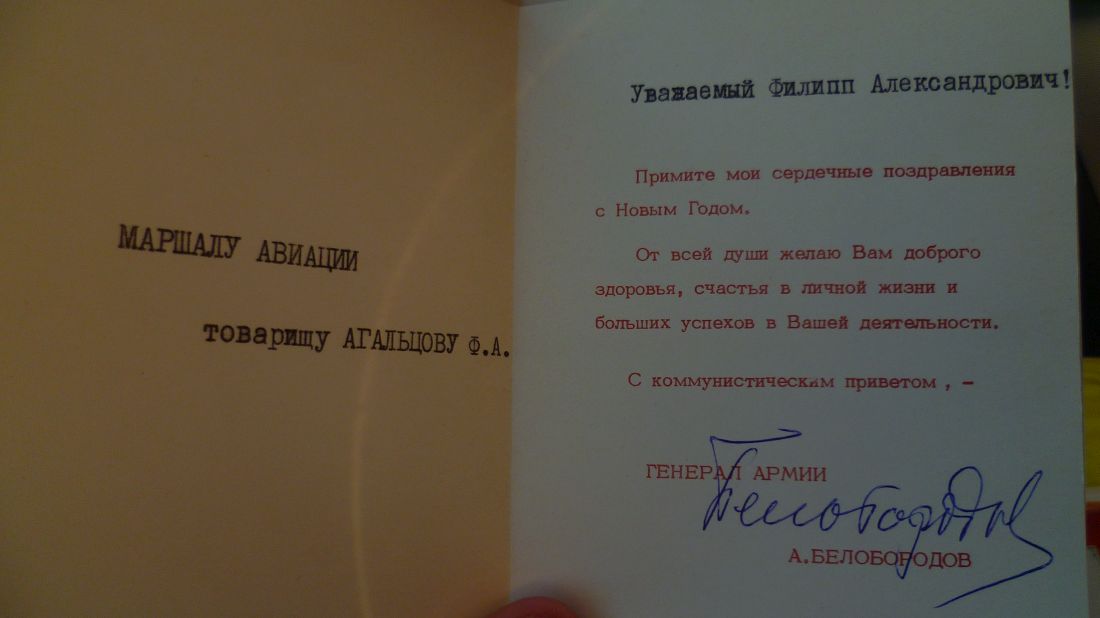 МАРШАЛУ АВИАЦИИ
товарищу АГАЛЬЦОВУ Ф.А.
Уважаемый Филипп Александрович!
Примите мои сердечные поздравления
с Новым Годом.
От всей души желаю Вам доброго
здоровья, счастья в личной жизни и
больших успехов в Вашей деятельности.
С коммунистическим приветом, –
ГЕНЕРАЛ АРМИИ
Белобородов
А.БЕЛОБОРОДОВ